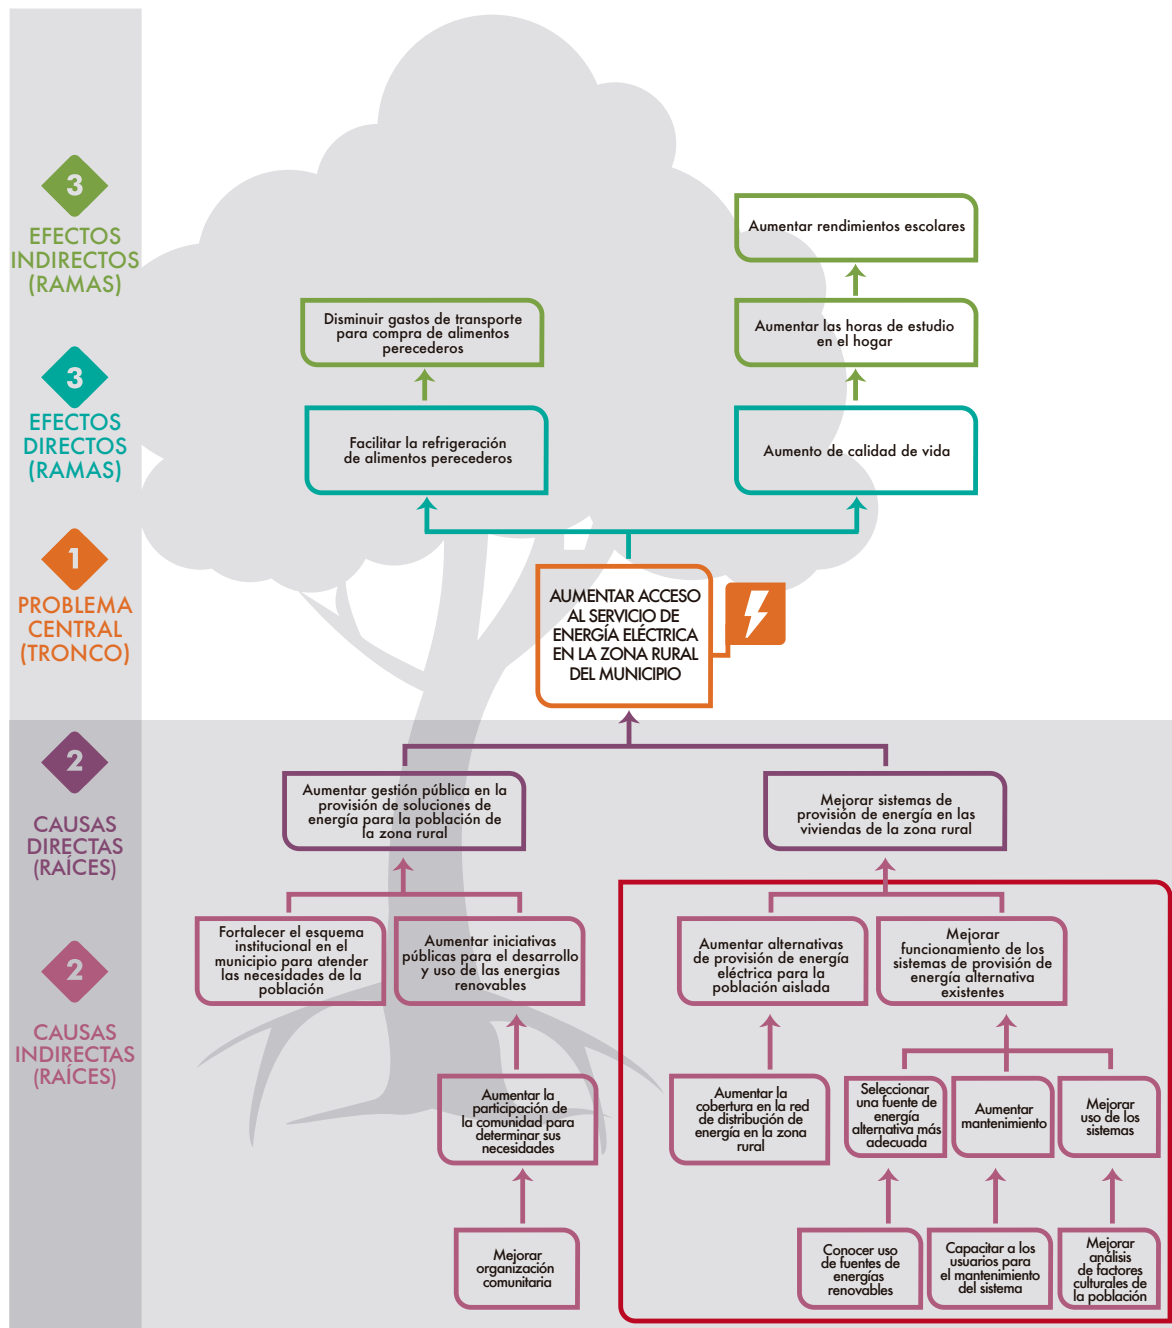 3
EFECTOS
INDIRECTOS
(RAMAS)
Aumentar rendimientos escolares
Disminuir gastos de transporte
para compra de alimentos
perecederos
Aumentar las horas de estudio
en el hogar
3
EFECTOS
DIRECTOS
(RAMAS)
Facilitar la refrigeración
de alimentos perecederos
Aumento de calidad de vida
1
PROBLEMA
CENTRAL
(TRONCO)
AUMENTAR ACCESO
AL SERVICIO DE
ENERGÍA ELÉCTRICA
EN LA ZONA RURAL
DEL MUNICIPIO
2
CAUSAS
DIRECTAS
(RAÍCES)
Aumentar gestión pública en la
provisión de soluciones de
energía para la población de
la zona rural
Mejorar sistemas de
provisión de energía en las
viviendas de la zona rural
2
CAUSAS
INDIRECTAS
(RAÍCES)
Fortalecer el esquema
institucional en el
municipio para atender
las necesidades de la
población
Aumentar iniciativas
públicas para el desarrollo
y uso de las energias
renovables
Aumentar alternativas
de provisión de energía
eléctrica para la
población aislada
Mejorar
funcionamiento de los
sistemas de provisión de
energía alternativa
existentes
Aumentar la
participación de
la comunidad para
determinar sus
necesidades
Aumentar la
cobertura en la red
de distribución de
energía en la zona
rural
Seleccionar
una fuente de
energía
alternativa más
adecuada
Aumentar
mantenimiento
Mejorar
uso de los
sistemas
Mejorar
organización
comunitaria
Conocer uso
de fuentes de
energías
renovables
Capacitar a los
usuarios para
el mantenimiento
del sistema
Mejorar
análisis
de factores
culturales de
la población